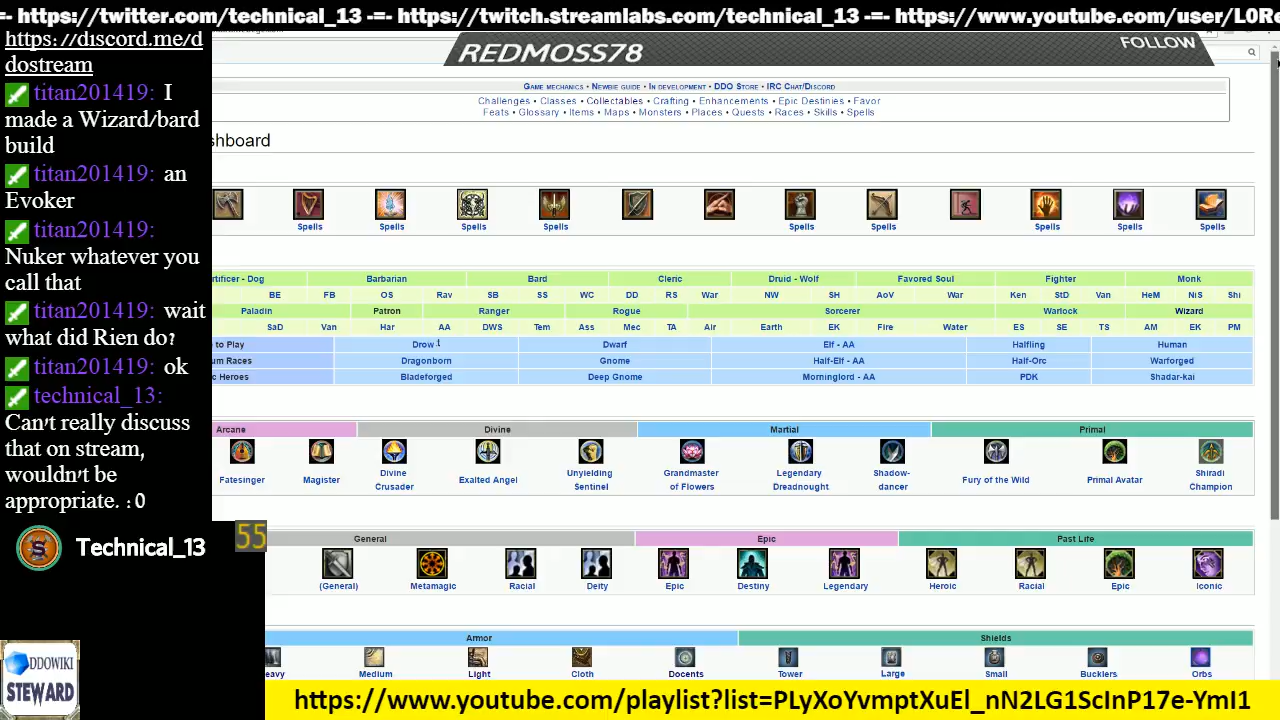 =- https://twitter.com/technical_13 -=- https://twitch.streamlabs.com/technical_13 -=- https://www.youtube.com/user/L0R
REDMOSS78
FOLLOW
https://discord.me/d
dostream
titan201419: I
made a Wizard/bard
build
titan201419: an
Evoker
titan201419:
Nuker whatever you
call that
titan201419: wait
what did Rien do?
titan201419: ok
technical_13:
Can't really discuss
that on stream,
wouldn't be
appropriate. :0
Technical_13
55
DDOWIKI
STEWARD
Game mechanics • Newbie guide • In development • DDO Store • IRC Chat/Discord
Challenges • Classes • Collectables • Crafting • Enhancements • Epic Destinies • Favor
Feats • Glossary • Items • Maps • Monsters • Places • Quests • Races • Skills • Spells
shboard
Spells Spells Spells Spells Spells Spells Spells Spells Spells
rtificer - Dog Barbarian Bard Cleric Druid - Wolf Favored Soul Fighter Monk
BE FB OS Rav SB SS WC DD RS War NW SH AoV War Ken StD Van HeM NiS Shi
Paladin Patron Ranger Rogue Sorcerer Warlock Wizard
SaD Van Har AA DWS Tem Ass Mec TA Air Earth EK Fire Water ES SE TS AM EK PM
e to Play Drow Dwarf Elf - AA Halfling Human
um Races Dragonborn Gnome Half-Elf - AA Half-Orc Warforged
c Heroes Bladeforged Deep Gnome Morninglord - AA PDK Shadar-kai
Arcane Divine Martial Primal
Fatesinger Magister Divine Crusader Exalted Angel Unyielding Sentinel Grandmaster of Flowers Legendary Dreadnought Shadow-dancer Fury of the Wild Primal Avatar Shiradi Champion
General Epic Past Life
(General) Metamagic Racial Deity Epic Destiny Legendary Heroic Racial Epic Iconic
Armor Shields
eavy Medium Light Cloth Docents Tower Large Small Bucklers Orbs
https://www.youtube.com/playlist?list=PLyXoYvmptXuEl_nN2LG1ScInP17e-YmI1